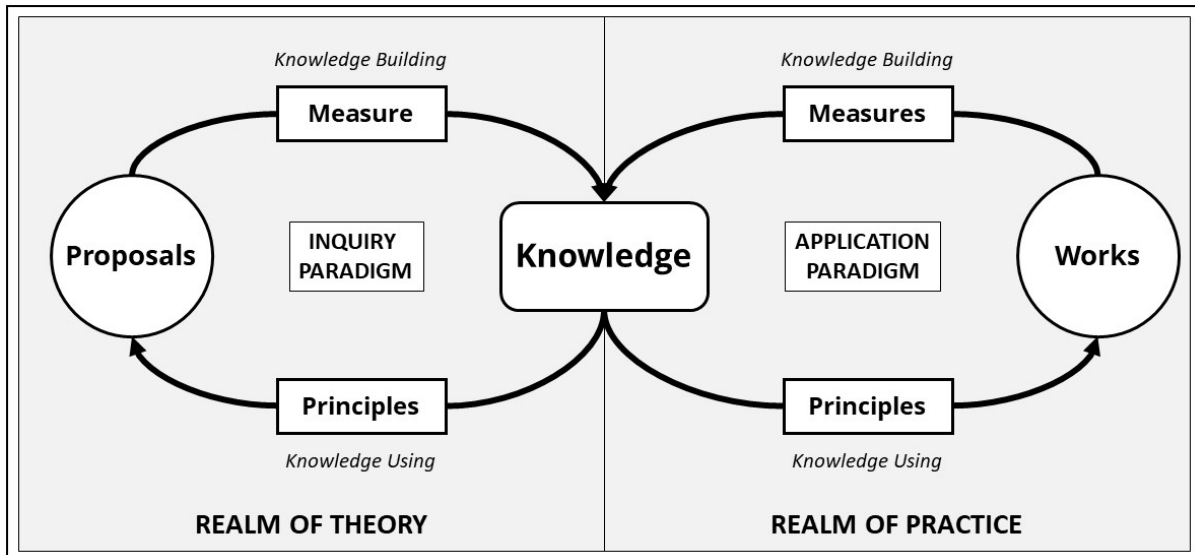 Knowledge Building
Measure
Proposals
INQUIRY
PARADIGM
Principles
Knowledge Using
REALM OF THEORY
Knowledge
Knowledge Building
Measures
APPLICATION
PARADIGM
Works
Principles
Knowledge Using
REALM OF PRACTICE